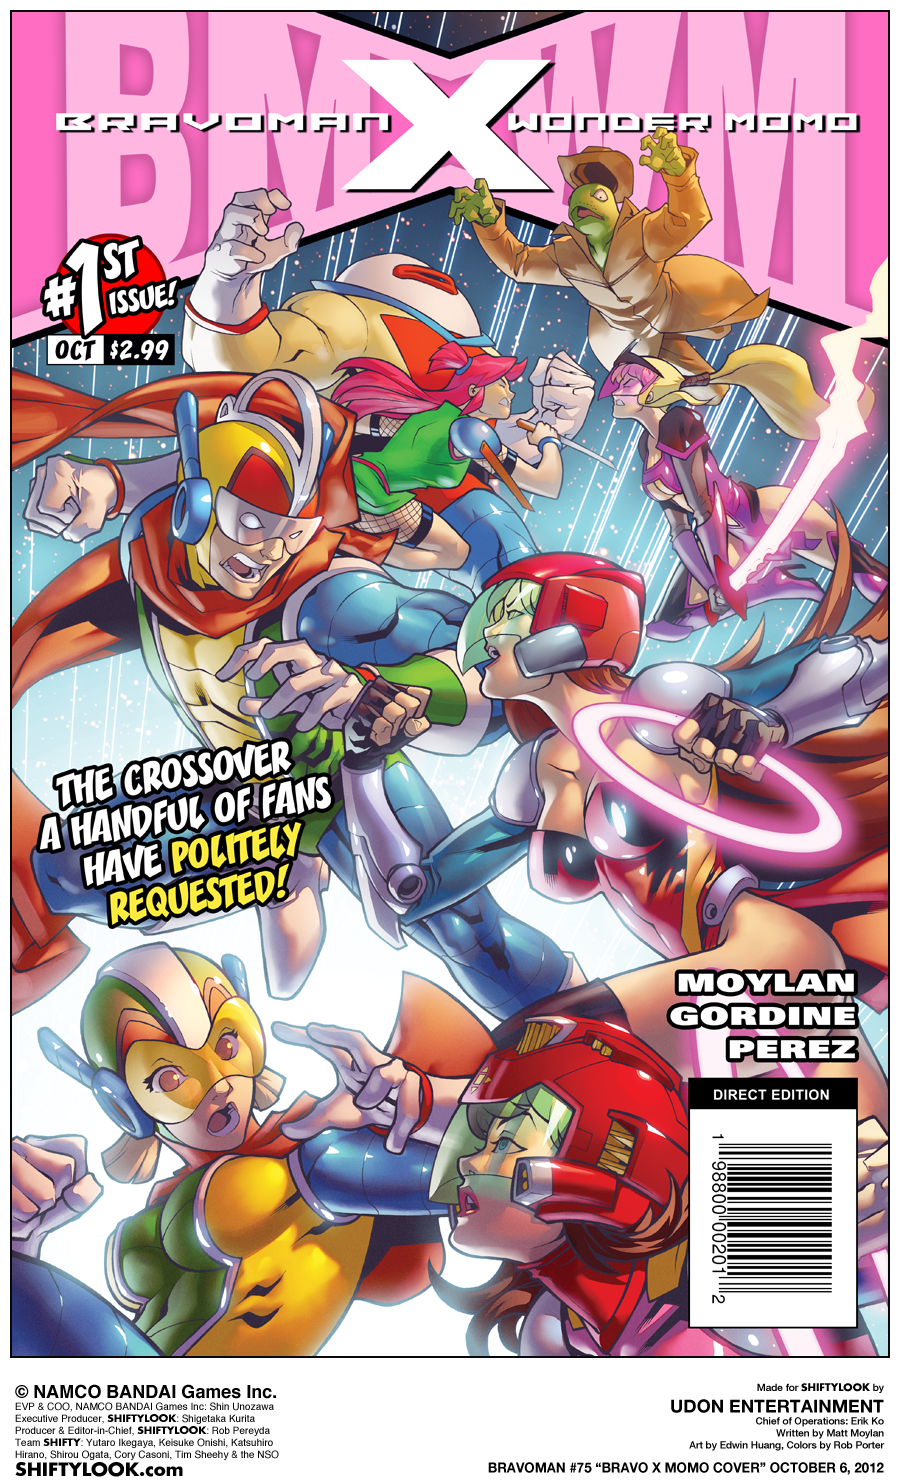 BMXWM
BRAVOMAN X WONDER MOMO
#1ST
ISSUE!
OCT $2.99
THE CROSSOVER
A HANDFUL OF FANS
HAVE POLITELY
REQUESTED!
MOYLAN
GORDINE
PEREZ
DIRECT EDITION
1 98800 00201 2
© NAMCO BANDAI Games Inc.
EVP & COO, NAMCO BANDAI Games Inc: Shin Unozawa
Executive Producer, SHIFTYLOOK: Shigetaka Kurita
Producer & Editor-in-Chief, SHIFTYLOOK: Rob Pereyda
Team SHIFTY: Yutaro Ikegaya, Keisuke Onishi, Katsuhiro
Hirano, Shirou Ogata, Cory Casoni, Tim Sheehy & the NSO
SHIFTYLOOK.com
Made for SHIFTYLOOK by
UDON ENTERTAINMENT
Chief of Operations: Erik Ko
Written by Matt Moylan
Art by Edwin Huang, Colors by Rob Porter
BRAVOMAN #75 “BRAVO X MOMO COVER” OCTOBER 6, 2012